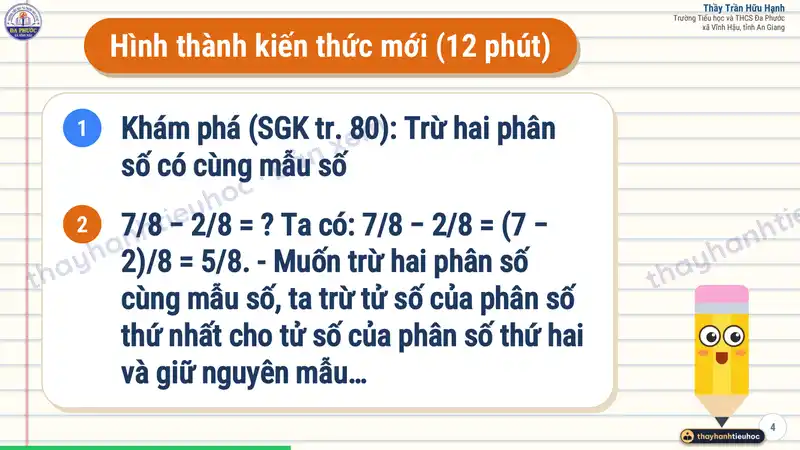 Thầy Trần Hữu Hạnh
Trường Tiểu học và THCS Đa Phước
xã Vĩnh Hậu, tỉnh An Giang
ĐA PHƯỚC
Hình thành kiến thức mới (12 phút)
1
Khám phá (SGK tr. 80): Trừ hai phân
số có cùng mẫu số
2
7/8 – 2/8 = ? Ta có: 7/8 – 2/8 = (7 –
2)/8 = 5/8. - Muốn trừ hai phân số
cùng mẫu số, ta trừ tử số của phân số
thứ nhất cho tử số của phân số thứ hai
và giữ nguyên mẫu...
4
thayhanhtieuhoc